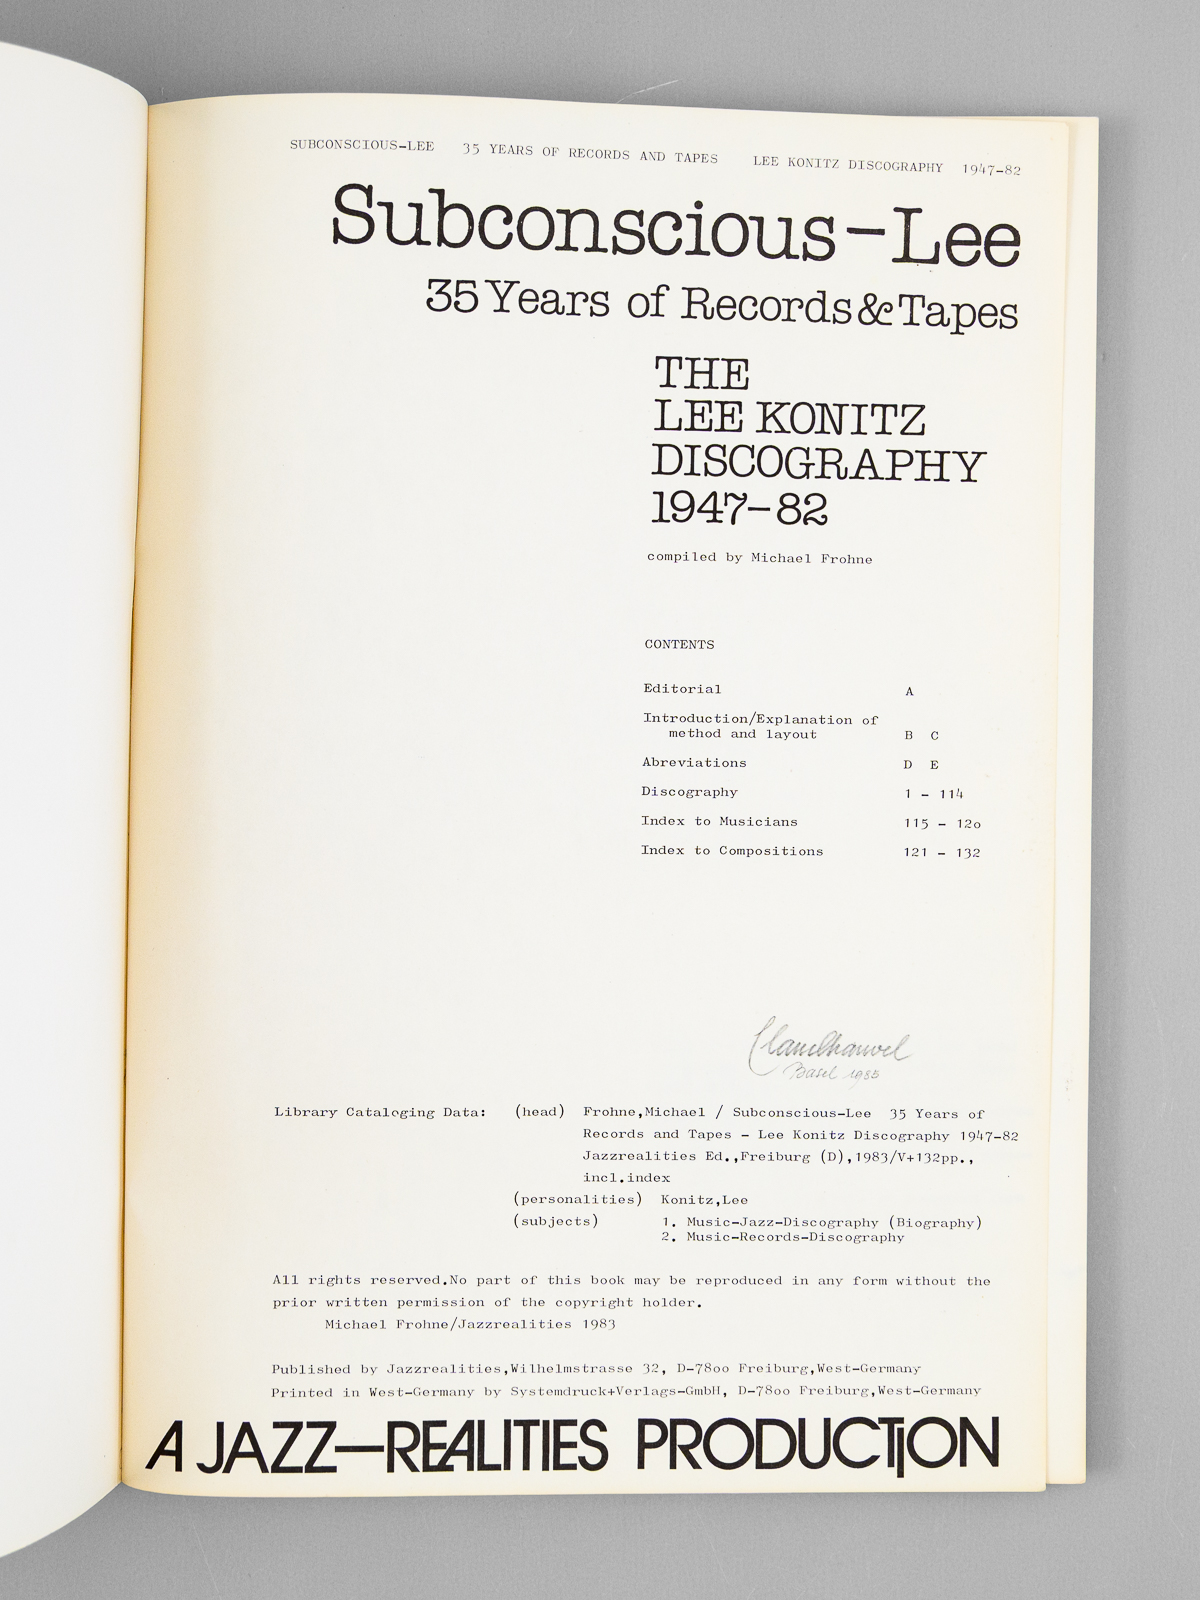 SUBCONSCIOUS-LEE 35 YEARS OF RECORDS AND TAPES LEE KONITZ DISCOGRAPHY 1947-82
Subconscious-Lee
35 Years of Records & Tapes
THE
LEE KONITZ
DISCOGRAPHY
1947-82
compiled by Michael Frohne
CONTENTS
Editorial A
Introduction/Explanation of
method and layout B C
Abreviations D E
Discography 1 - 114
Index to Musicians 115 - 12o
Index to Compositions 121 - 132
Basel 1985
Library Cataloging Data: (head) Frohne,Michael / Subconscious-Lee 35 Years of
Records and Tapes - Lee Konitz Discography 1947-82
Jazzrealities Ed.,Freiburg (D),1983/V+132pp.,
incl.index
(personalities) Konitz,Lee
(subjects) 1. Music-Jazz-Discography (Biography)
2. Music-Records-Discography
All rights reserved.No part of this book may be reproduced in any form without the
prior written permission of the copyright holder.
Michael Frohne/Jazzrealities 1983
Published by Jazzrealities,Wilhelmstrasse 32, D-78oo Freiburg,West-Germany
Printed in West-Germany by Systemdruck+Verlags-GmbH, D-78oo Freiburg,West-Germany
A JAZZ—REALITIES PRODUCTION